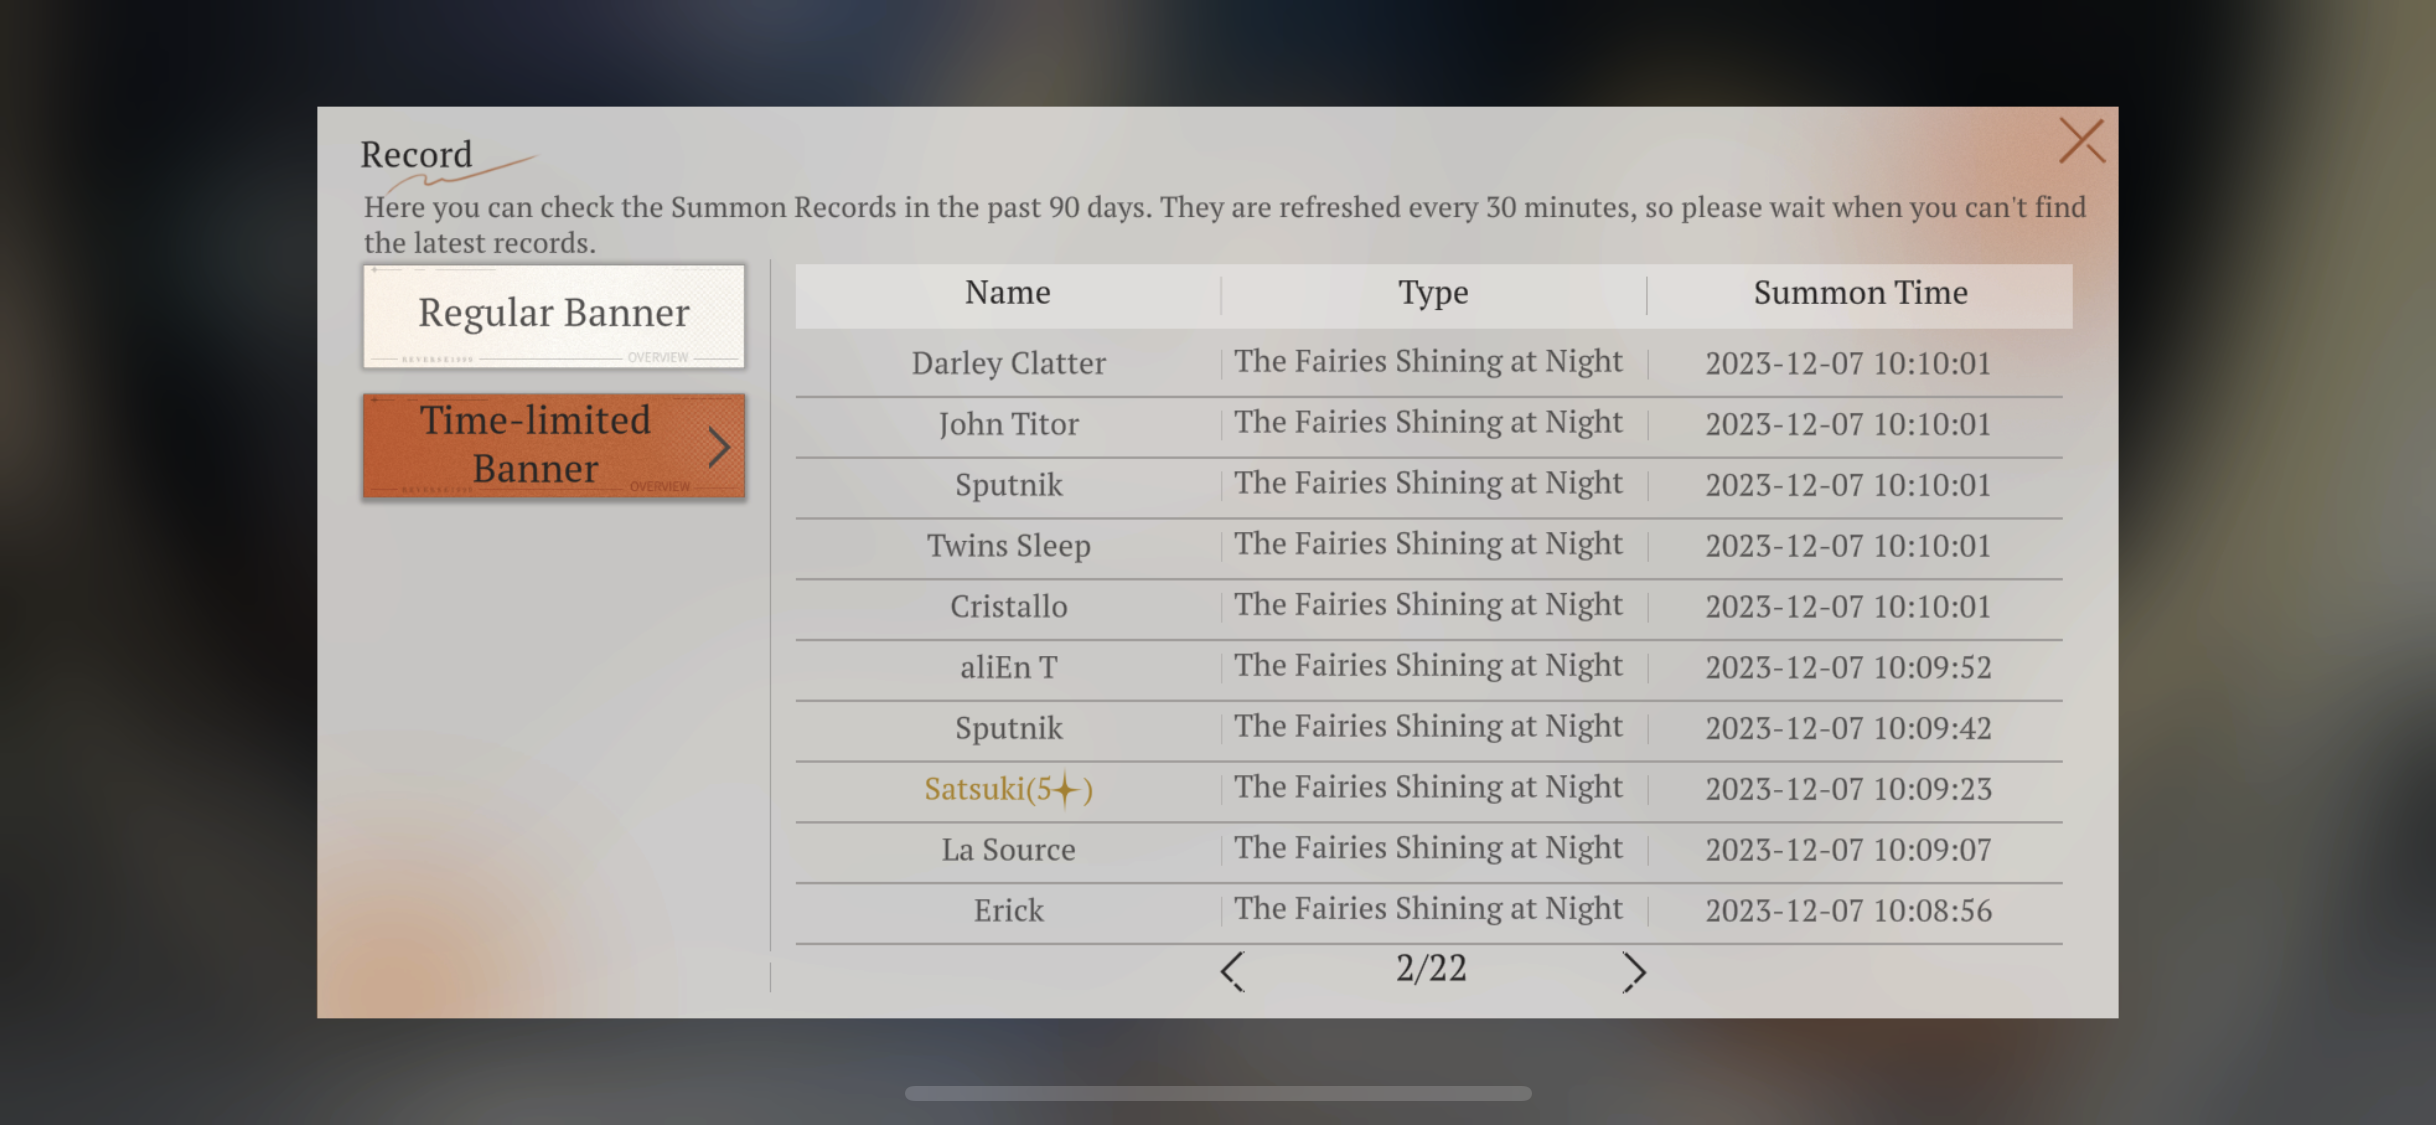 Record
Here you can check the Summon Records in the past 90 days. They are refreshed every 30 minutes, so please wait when you can't find
the latest records.
Regular Banner
REVERSE1999
OVERVIEW
Time-limited
Banner
REVERSE1999
OVERVIEW
Name Type Summon Time
Darley Clatter The Fairies Shining at Night 2023-12-07 10:10:01
John Titor The Fairies Shining at Night 2023-12-07 10:10:01
Sputnik The Fairies Shining at Night 2023-12-07 10:10:01
Twins Sleep The Fairies Shining at Night 2023-12-07 10:10:01
Cristallo The Fairies Shining at Night 2023-12-07 10:10:01
aliEn T The Fairies Shining at Night 2023-12-07 10:09:52
Sputnik The Fairies Shining at Night 2023-12-07 10:09:42
Satsuki(5✦) The Fairies Shining at Night 2023-12-07 10:09:23
La Source The Fairies Shining at Night 2023-12-07 10:09:07
Erick The Fairies Shining at Night 2023-12-07 10:08:56
2/22